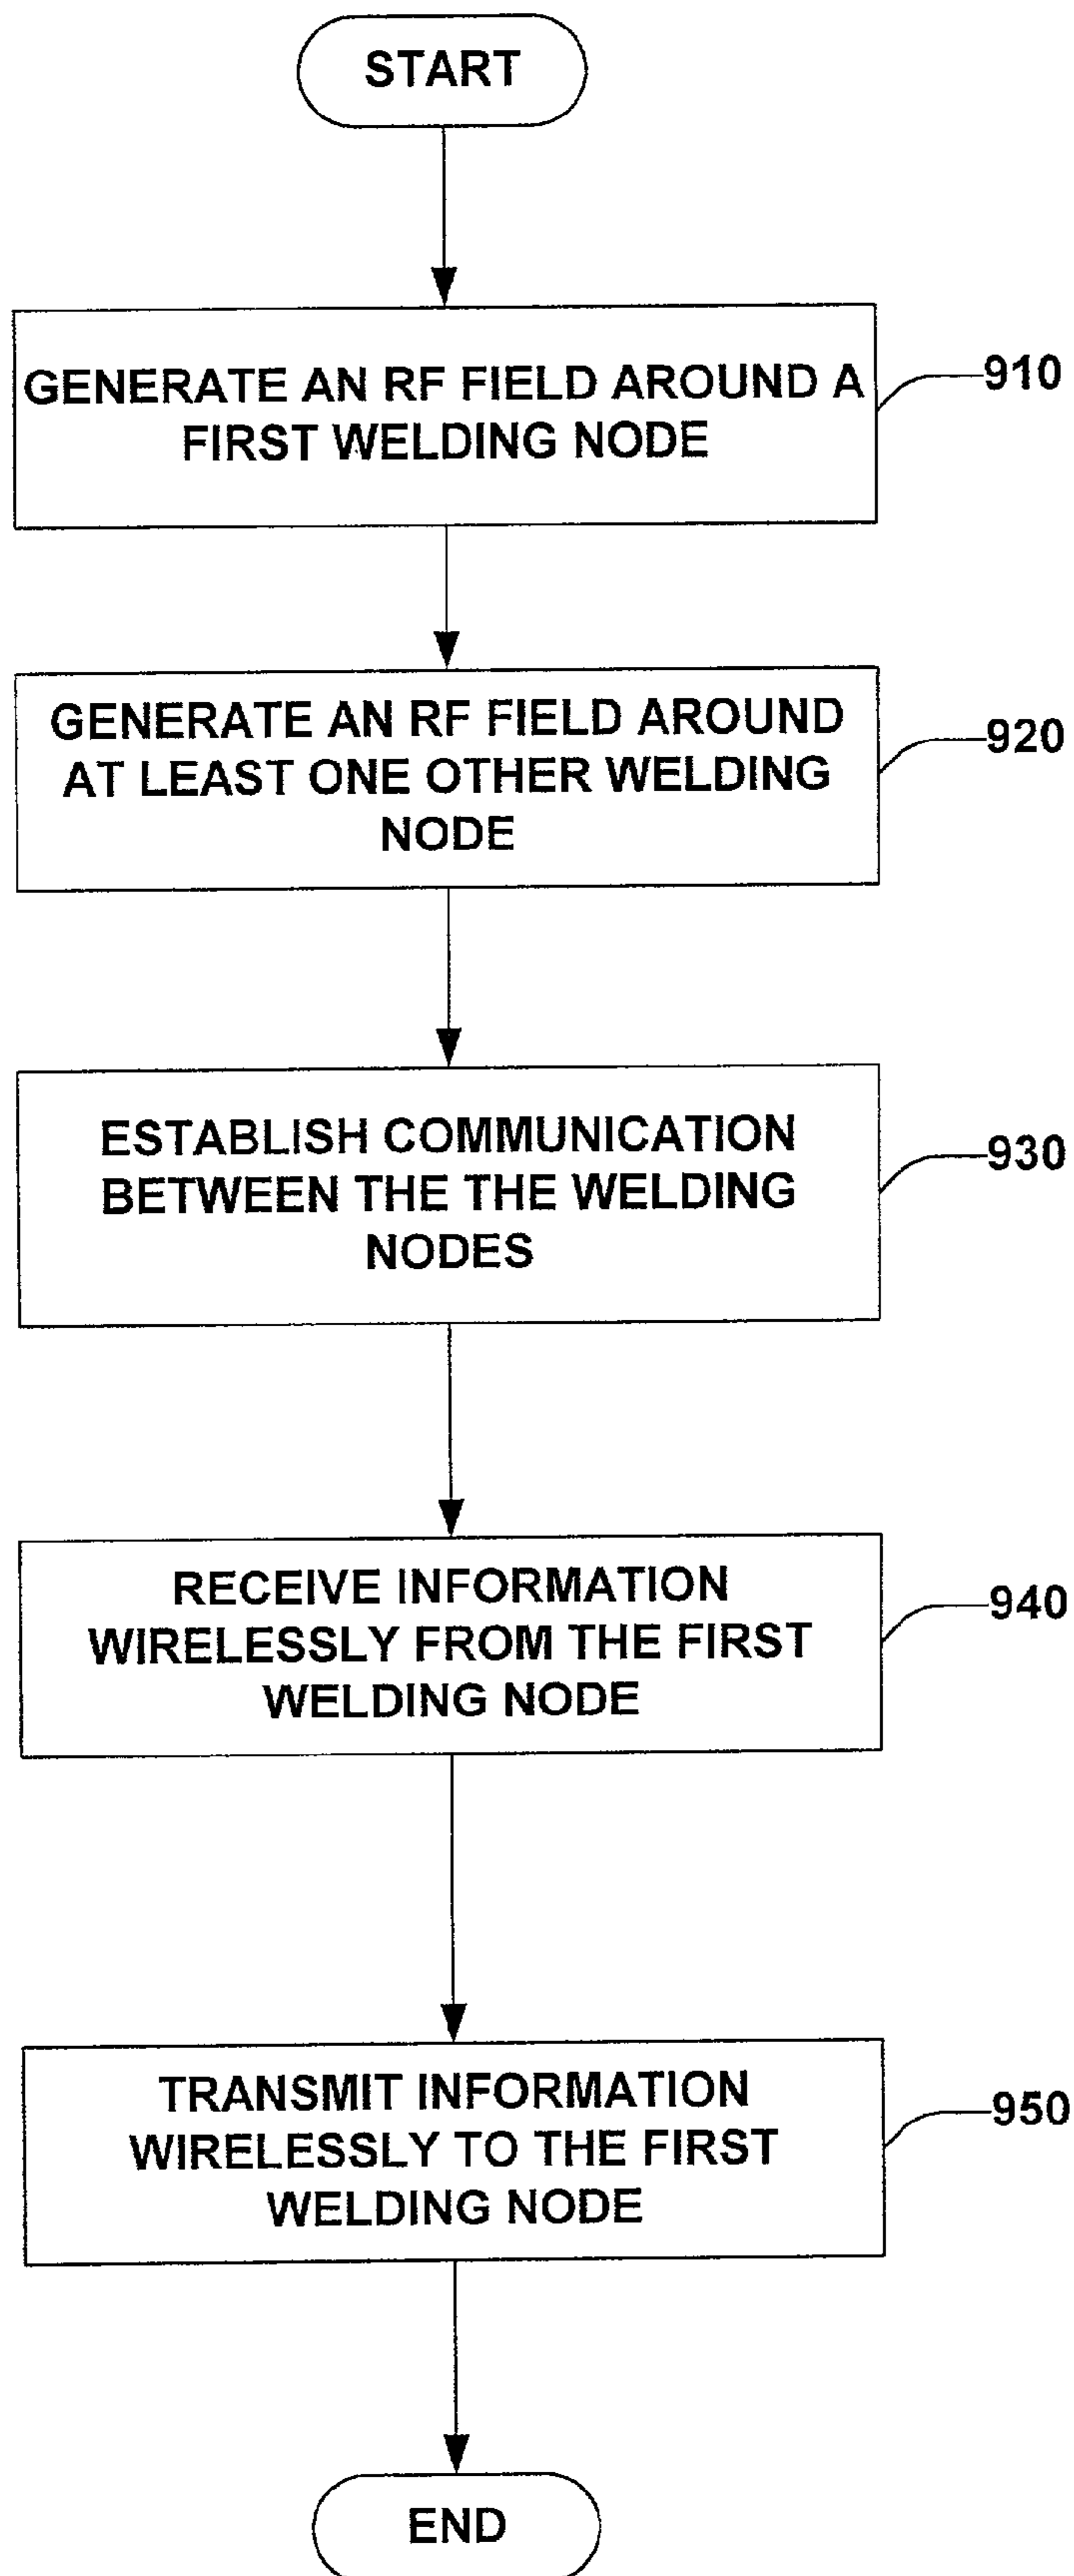 START
GENERATE AN RF FIELD AROUND A
FIRST WELDING NODE
910
GENERATE AN RF FIELD AROUND
AT LEAST ONE OTHER WELDING
NODE
920
ESTABLISH COMMUNICATION
BETWEEN THE THE WELDING
NODES
930
RECEIVE INFORMATION
WIRELESSLY FROM THE FIRST
WELDING NODE
940
TRANSMIT INFORMATION
WIRELESSLY TO THE FIRST
WELDING NODE
950
END